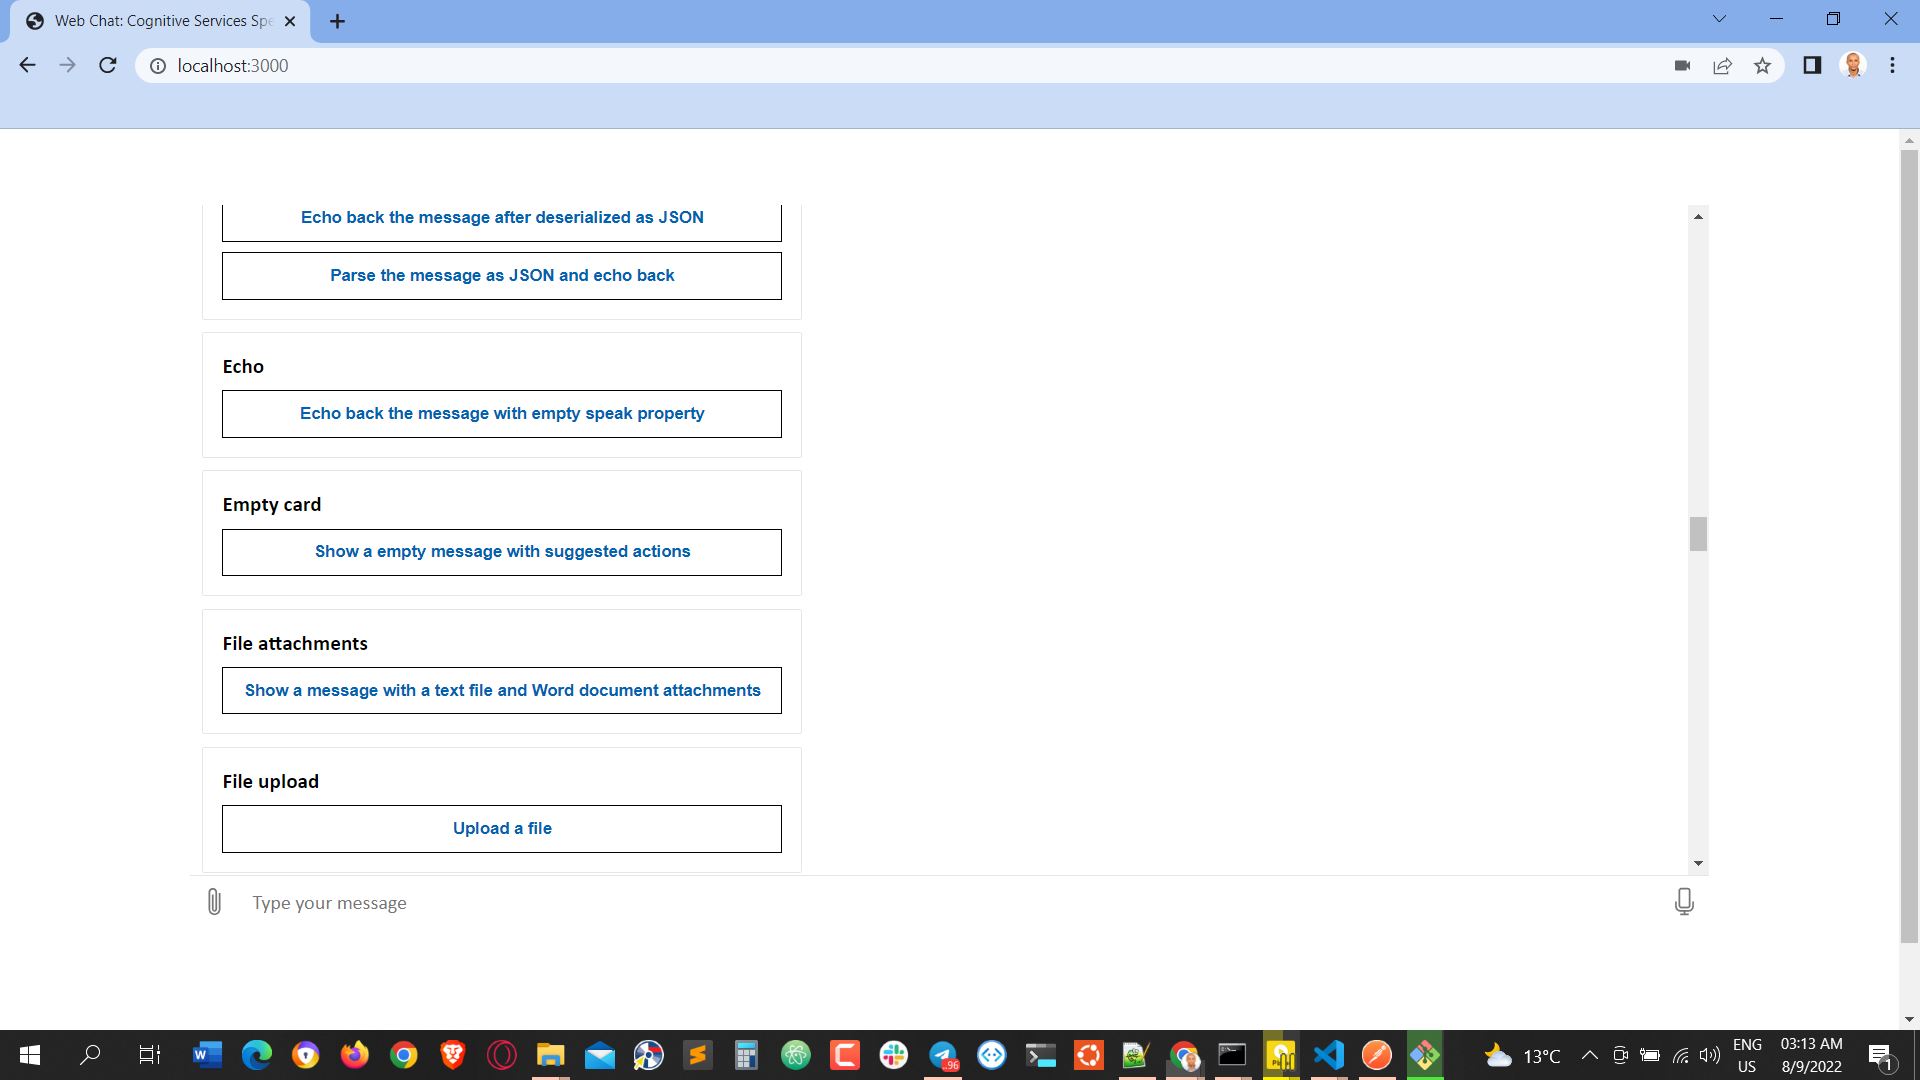 Web Chat: Cognitive Services Spe
localhost:3000
Echo back the message after deserialized as JSON
Parse the message as JSON and echo back
Echo
Echo back the message with empty speak property
Empty card
Show a empty message with suggested actions
File attachments
Show a message with a text file and Word document attachments
File upload
Upload a file
Type your message
13°C
ENG
US
03:13 AM
8/9/2022
1